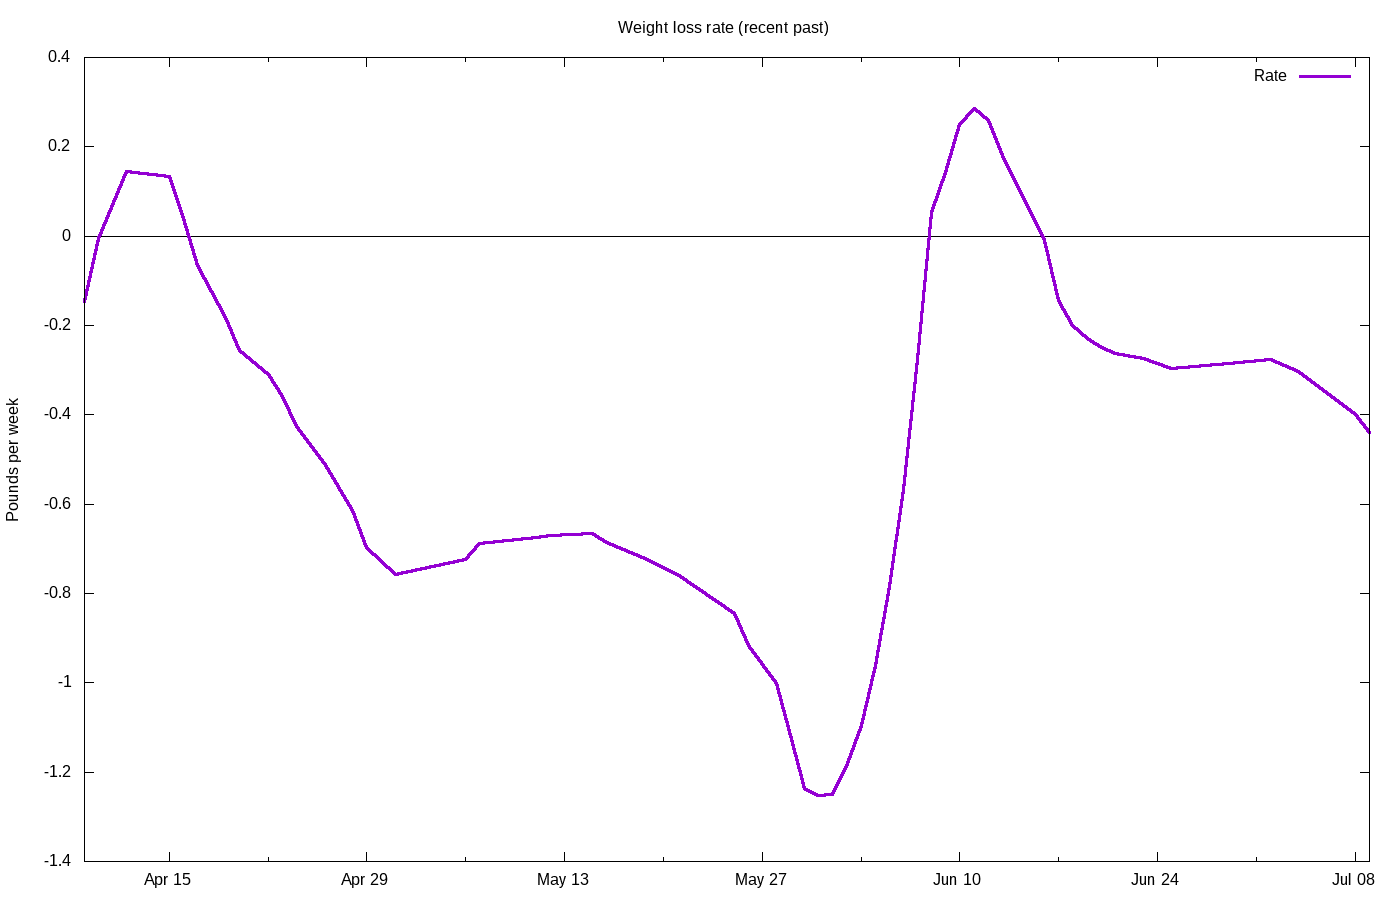 Weight loss rate (recent past)
Rate
0.4
0.2
0
-0.2
-0.4
-0.6
-0.8
-1
-1.2
-1.4
Pounds per week
Apr 15
Apr 29
May 13
May 27
Jun 10
Jun 24
Jul 08